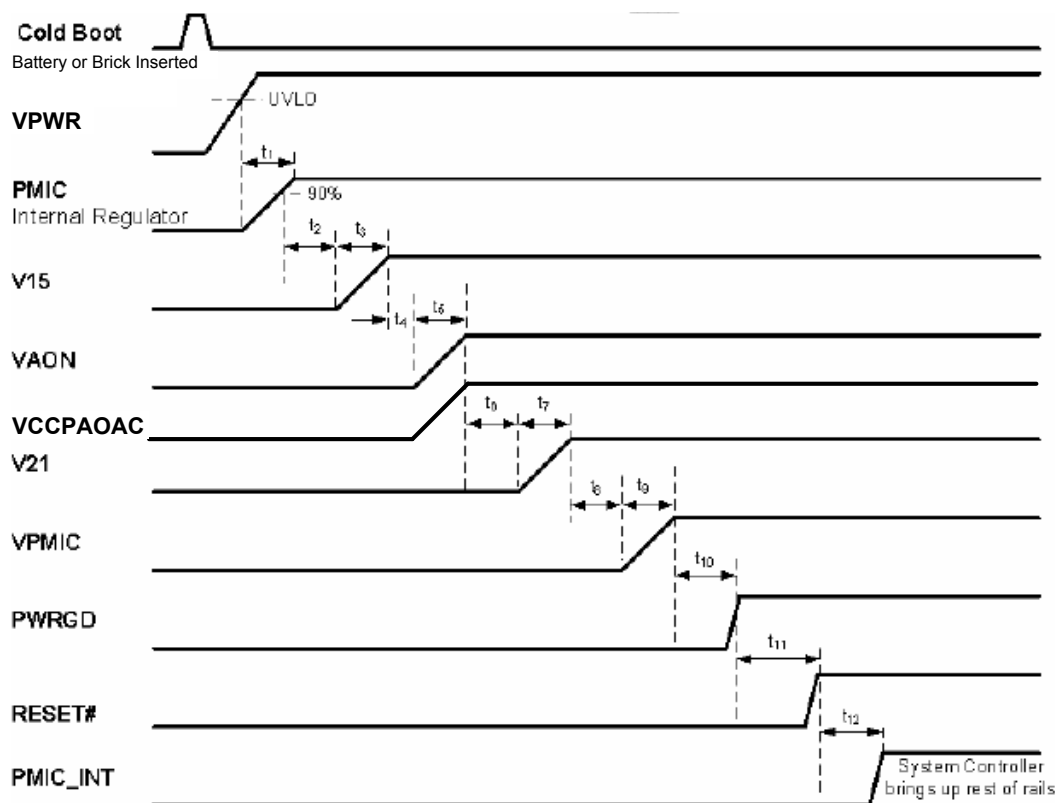 Cold Boot
Battery or Brick Inserted
UVLO
VPWR
t1
PMIC
90%
Internal Regulator
t2
t3
V15
t4
t5
VAON
VCCPAOAC
t6
t7
V21
t8
t9
VPMIC
t10
PWRGD
t11
RESET#
t12
PMIC_INT
System Controller
brings up rest of rails